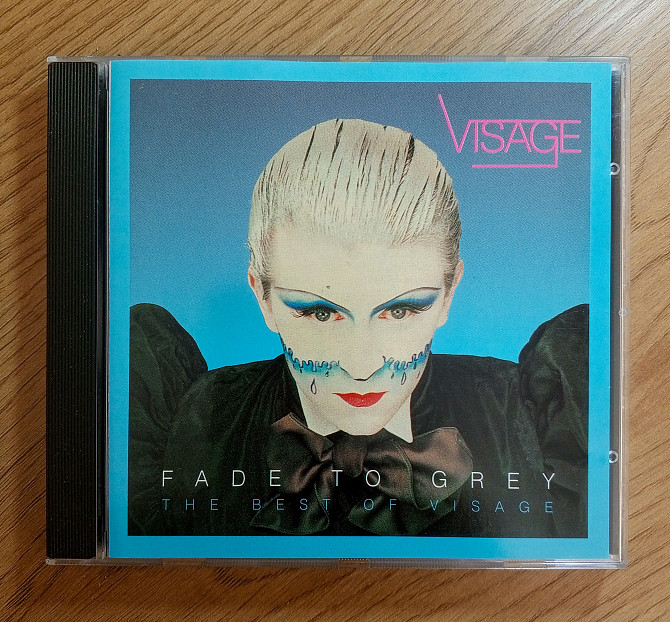 VISAGE
FADE TO GREY
THE BEST OF VISAGE